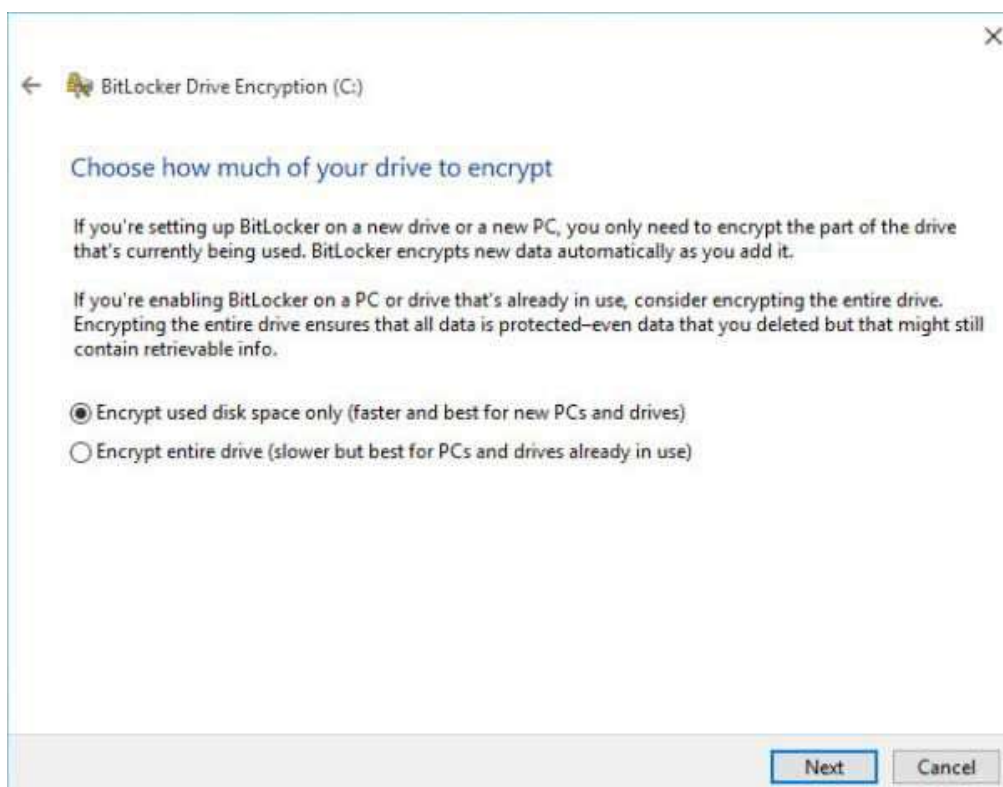 BitLocker Drive Encryption (C:)
Choose how much of your drive to encrypt
If you're setting up BitLocker on a new drive or a new PC, you only need to encrypt the part of the drive
that's currently being used. BitLocker encrypts new data automatically as you add it.
If you're enabling BitLocker on a PC or drive that's already in use, consider encrypting the entire drive.
Encrypting the entire drive ensures that all data is protected–even data that you deleted but that might still
contain retrievable info.
Encrypt used disk space only (faster and best for new PCs and drives)
Encrypt entire drive (slower but best for PCs and drives already in use)
Next Cancel